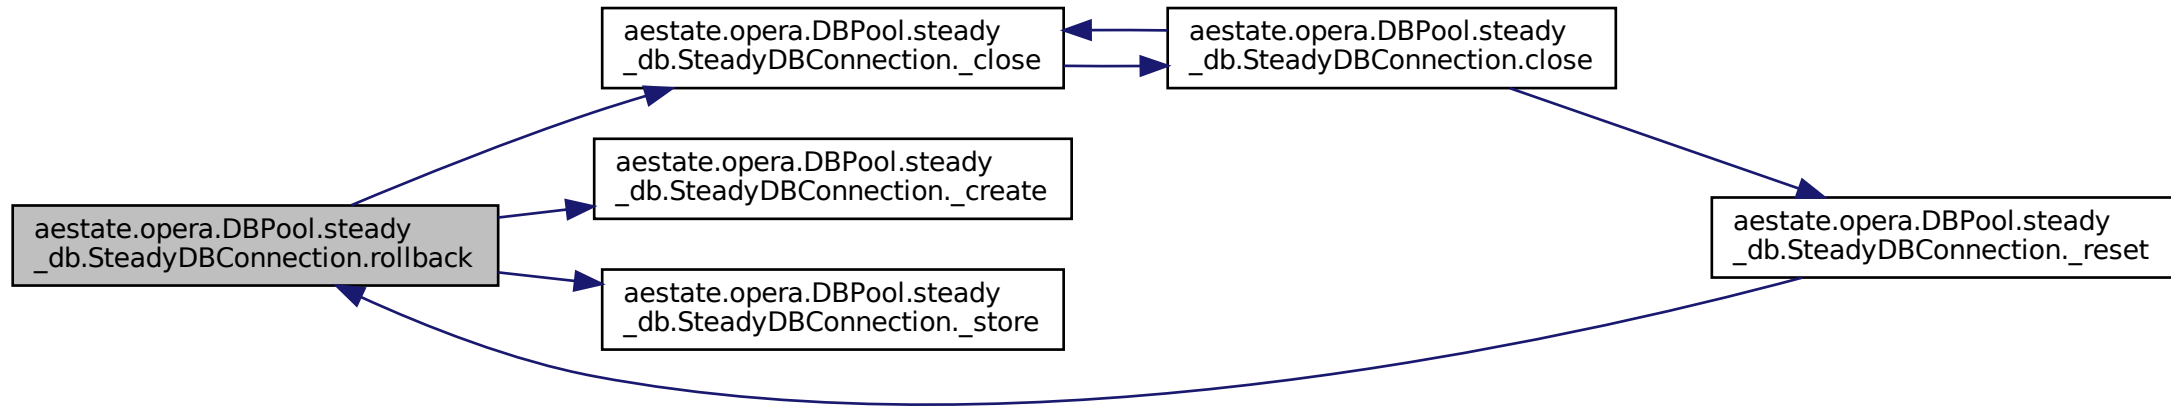 aestate.opera.DBPool.steady
_db.SteadyDBConnection._close
aestate.opera.DBPool.steady
_db.SteadyDBConnection.close
aestate.opera.DBPool.steady
_db.SteadyDBConnection._create
aestate.opera.DBPool.steady
_db.SteadyDBConnection.rollback
aestate.opera.DBPool.steady
_db.SteadyDBConnection._reset
aestate.opera.DBPool.steady
_db.SteadyDBConnection._store